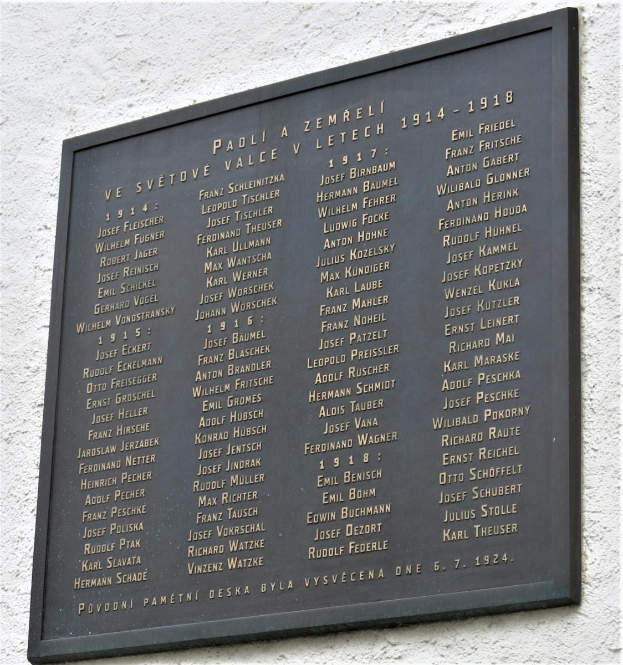 PADLÍ A ZEMŘELÍ
VE SVĚTOVÉ VÁLCE V LETECH 1914-1918
1914:
JOSEF FLEISCHER
WILHELM FÜGNER
ROBERT JÄGER
JOSEF REINISCH
EMIL SCHICKEL
GERHARD VOGEL
WILHELM VONDSTRANSKY
1915:
JOSEF ECKERT
RUDOLF ECKELMANN
OTTO FREISEGGER
ERNST GRÖSCHEL
JOSEF HELLER
FRANZ HIRSCHE
JAROSLAW JERZABEK
FERDINAND NETTER
HEINRICH PECHER
ADOLF PECHER
FRANZ PESCHKE
JOSEF POLISKA
RUDOLF PTAK
KARL SLAVATA
HERMANN SCHADÉ
FRANZ SCHLEINITZKA
LEOPOLD TISCHLER
JOSEF TISCHLER
FERDINAND THEUSER
KARL ULLMANN
MAX WANTSCHA
KARL WERNER
JOSEF WORSCHEK
JOHANN WORSCHEK
1916:
JOSEF BÄUMEL
FRANZ BLASCHEK
ANTON BRANDLER
WILHELM FRITSCHE
EMIL GROMES
ADOLF HÜBSCH
KONRAD HÜBSCH
JOSEF JENTSCH
JOSEF JINDRAK
RUDOLF MÜLLER
MAX RICHTER
FRANZ TAUSCH
JOSEF VOKRSCHAL
RICHARD WATZKE
VINZENZ WATZKE
1917:
JOSEF BIRNBAUM
HERMANN BÄUMEL
WILHELM FEHRER
LUDWIG FOCKE
ANTON HÖHNE
JULIUS KOZELSKY
MAX KÜNDIGER
KARL LAUBE
FRANZ MAHLER
FRANZ NOHEIL
JOSEF PATZELT
LEOPOLD PREISSLER
ADOLF RUSCHER
HERMANN SCHMIDT
ALOIS TAUBER
JOSEF VANA
FERDINAND WAGNER
1918:
EMIL BENISCH
EMIL BÖHM
EDWIN BUCHMANN
JOSEF DEZORT
RUDOLF FEDERLE
EMIL FRIEDEL
FRANZ FRITSCHE
ANTON GABERT
WILIBALD GLONNER
ANTON HERINK
FERDINAND HOUDA
RUDOLF HÜHNEL
JOSEF KAMMEL
JOSEF KOPETZKY
WENZEL KUKLA
JOSEF KUTZLER
ERNST LEINERT
RICHARD MAI
KARL MARASKE
ADOLF PESCHKA
JOSEF PESCHKE
WILIBALD POKORNY
RICHARD RAUTE
ERNST REICHEL
OTTO SCHÖFFELT
JOSEF SCHUBERT
JULIUS STOLLE
KARL THEUSER
PŮVODNÍ PAMĚTNÍ DESKA BYLA VYSVĚCENA DNE 6.7.1924.